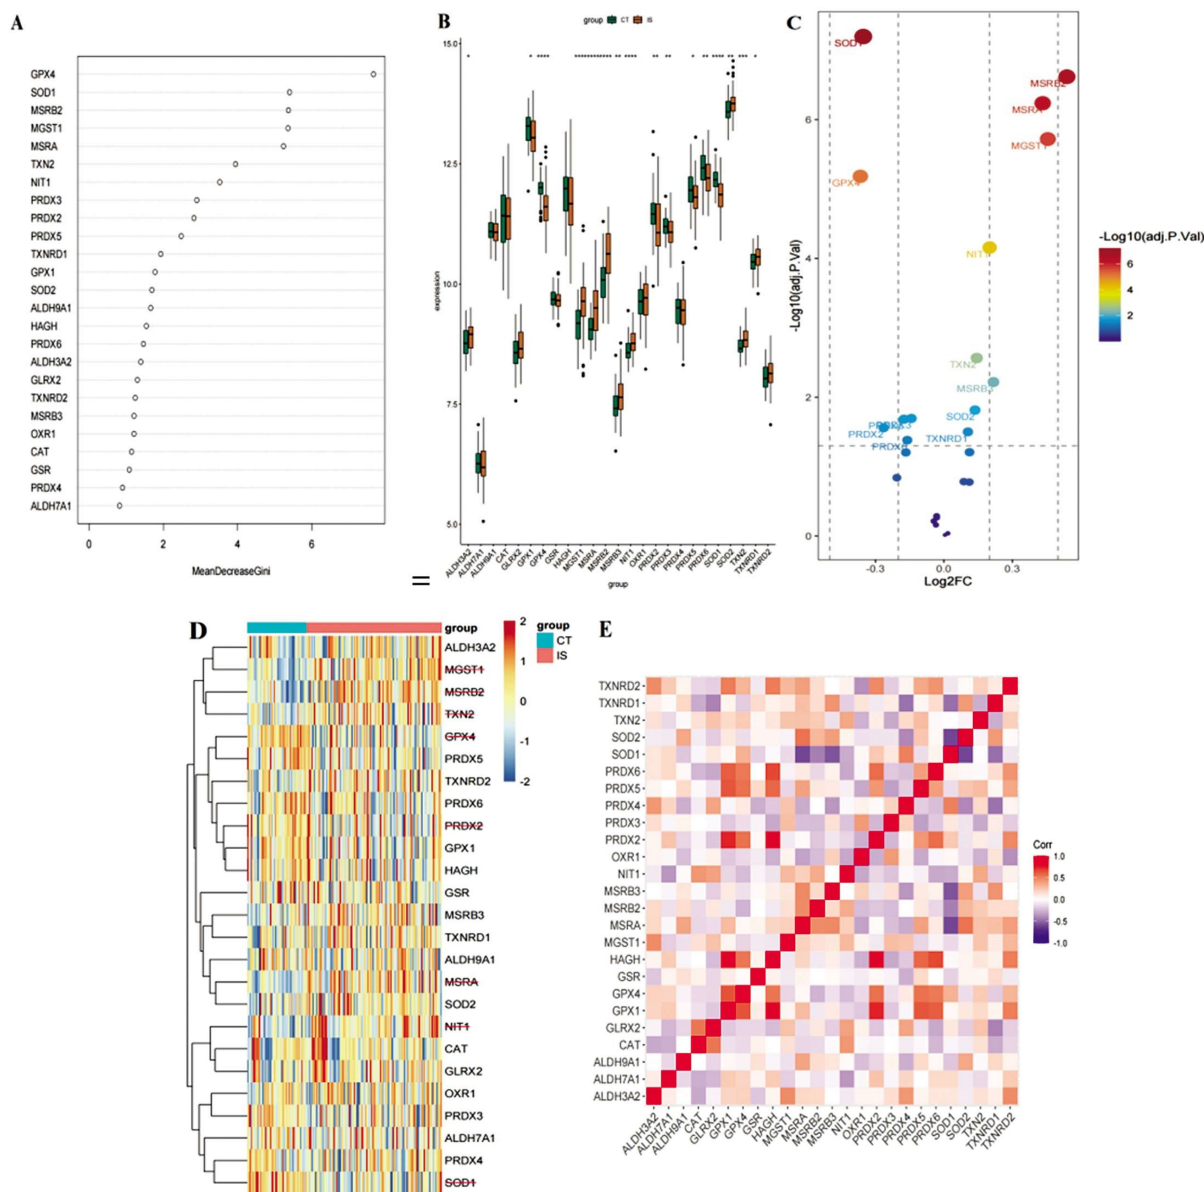 A
GPX4
SOD1
MSRB2
MGST1
MSRA
TXN2
NIT1
PRDX3
PRDX2
PRDX5
TXNRD1
GPX1
SOD2
ALDH9A1
HAGH
PRDX6
ALDH3A2
GLRX2
TXNRD2
MSRB3
OXR1
CAT
GSR
PRDX4
ALDH7A1
0 2 4 6
MeanDecreaseGini
=
B
group CT IS
15.0
12.5
10.0
7.5
5.0
expression
ALDH3A2
ALDH7A1
ALDH9A1
CAT
GLRX2
GPX1
GPX4
GSR
HAGH
MGST1
MSRA
MSRB2
MSRB3
NIT1
OXR1
PRDX2
PRDX3
PRDX4
PRDX5
PRDX6
SOD1
SOD2
TXN2
TXNRD1
TXNRD2
group
C
SOD1
MSRB2
MSRA
MGST1
GPX4
NIT1
TXN2
MSRB3
SOD2
PRDX2
TXNRD1
6
4
2
0
-Log10(adj.P.Val)
-0.3 0.0 0.3
Log2FC
-Log10(adj.P.Val)
6
4
2
D
group
ALDH3A2
MGST1
MSRB2
TXN2
GPX4
PRDX5
TXNRD2
PRDX6
PRDX2
GPX1
HAGH
GSR
MSRB3
TXNRD1
ALDH9A1
MSRA
SOD2
NIT1
CAT
GLRX2
OXR1
PRDX3
ALDH7A1
PRDX4
SOD1
2
1
0
-1
-2
group
CT
IS
E
TXNRD2
TXNRD1
TXN2
SOD2
SOD1
PRDX6
PRDX5
PRDX4
PRDX3
PRDX2
OXR1
NIT1
MSRB3
MSRB2
MSRA
MGST1
HAGH
GSR
GPX4
GPX1
GLRX2
CAT
ALDH9A1
ALDH7A1
ALDH3A2
ALDH3A2
ALDH7A1
ALDH9A1
CAT
GLRX2
GPX1
GPX4
GSR
HAGH
MGST1
MSRA
MSRB2
MSRB3
NIT1
OXR1
PRDX2
PRDX3
PRDX4
PRDX5
PRDX6
SOD1
SOD2
TXN2
TXNRD1
TXNRD2
Corr
1.0
0.5
0.0
-0.5
-1.0